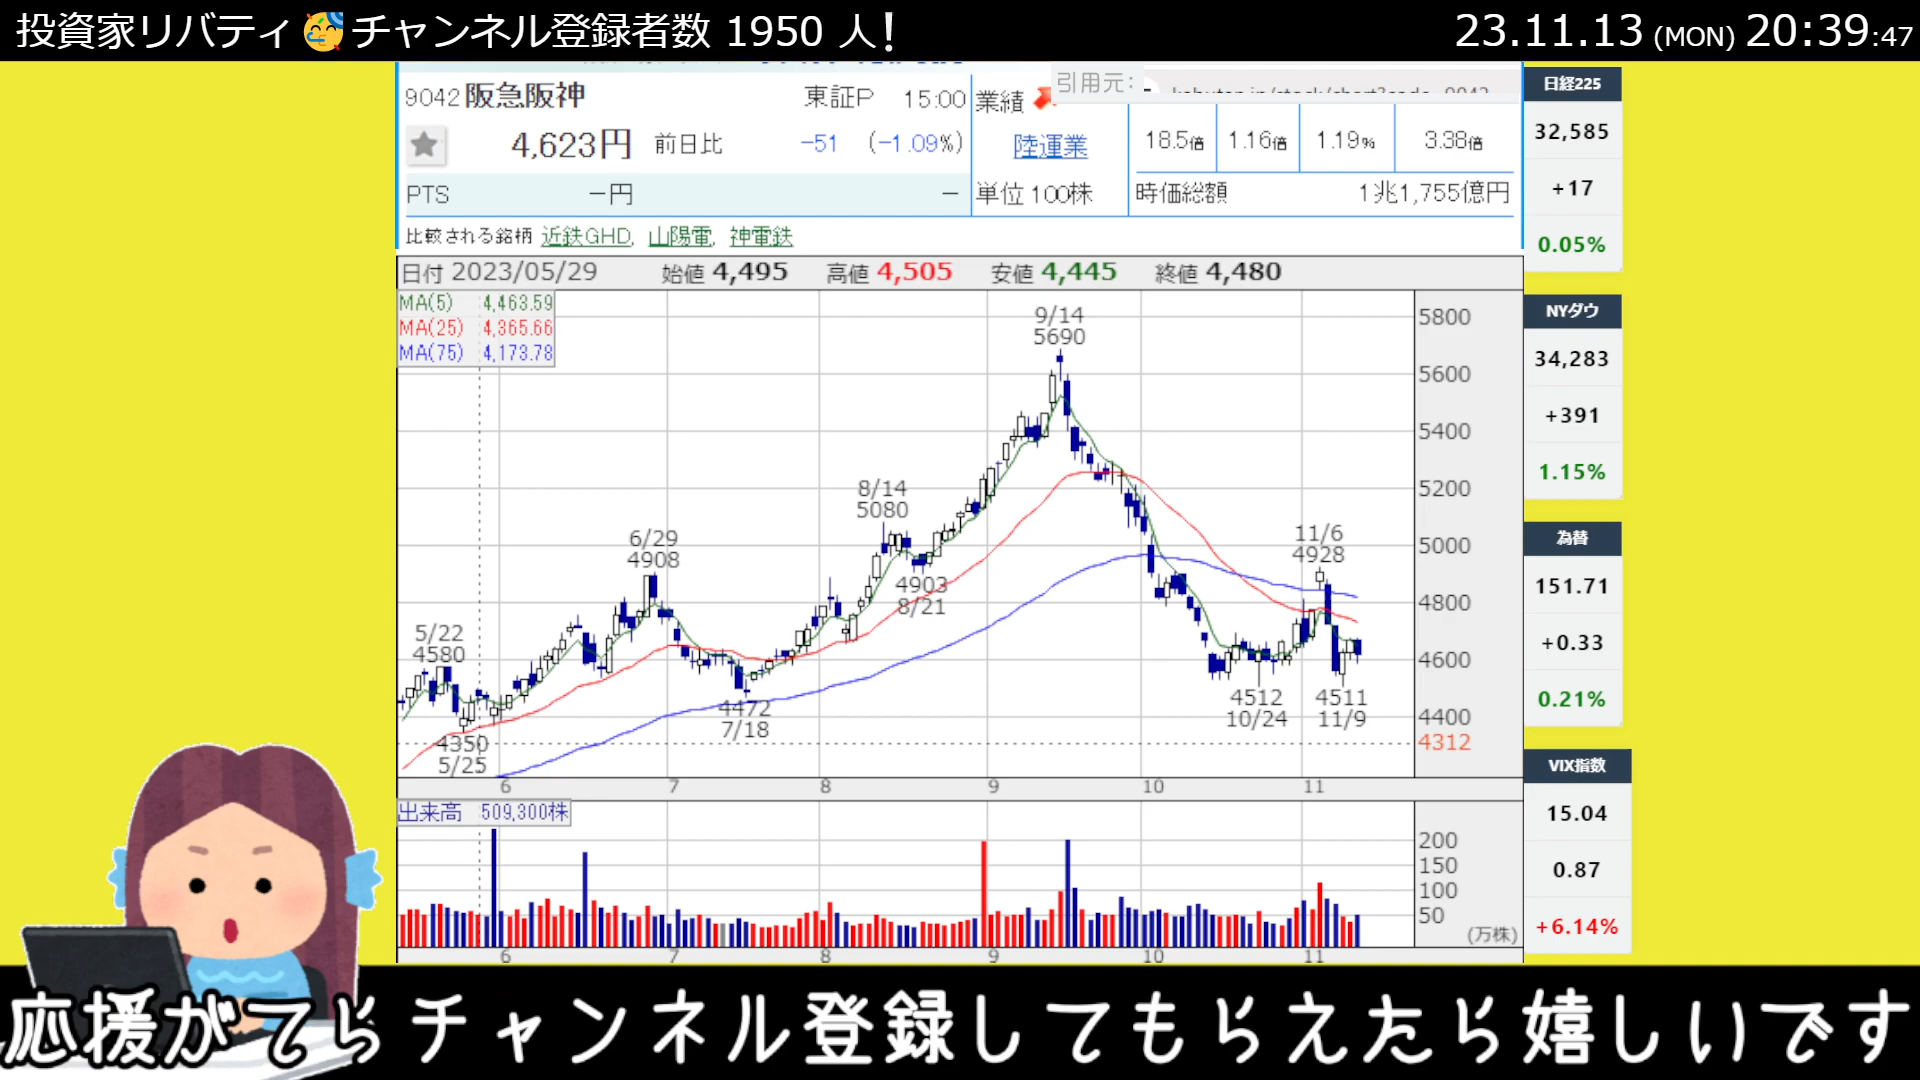 投資家リバティ🥳チャンネル登録者数 1950 人!
23.11.13 (MON) 20:39:47
9042 阪急阪神 東証P 15:00 業績
引用元:
4,623円 前日比 -51 (-1.09%)
陸運業 18.5倍 1.16倍 1.19% 3.38倍
PTS -円 - 単位 100株 時価総額 1兆1,755億円
比較される銘柄 近鉄GHD, 山陽電, 神電鉄
日付 2023/05/29 始値 4,495 高値 4,505 安値 4,445 終値 4,480
MA(5) 4,463.59
MA(25) 4,365.66
MA(75) 4,173.78
9/14
5690
8/14
5080
6/29
4908
4903
8/21
11/6
4928
5/22
4580
4472
7/18
4512
10/24
4511
11/9
4350
5/25
5800
5600
5400
5200
5000
4800
4600
4400
4312
6 7 8 9 10 11
出来高 509,300株
200
150
100
50
(万株)
6 7 8 9 10 11
日経225
32,585
+17
0.05%
NYダウ
34,283
+391
1.15%
為替
151.71
+0.33
0.21%
VIX指数
15.04
0.87
+6.14%
応援がてらチャンネル登録してもらえたら嬉しいです